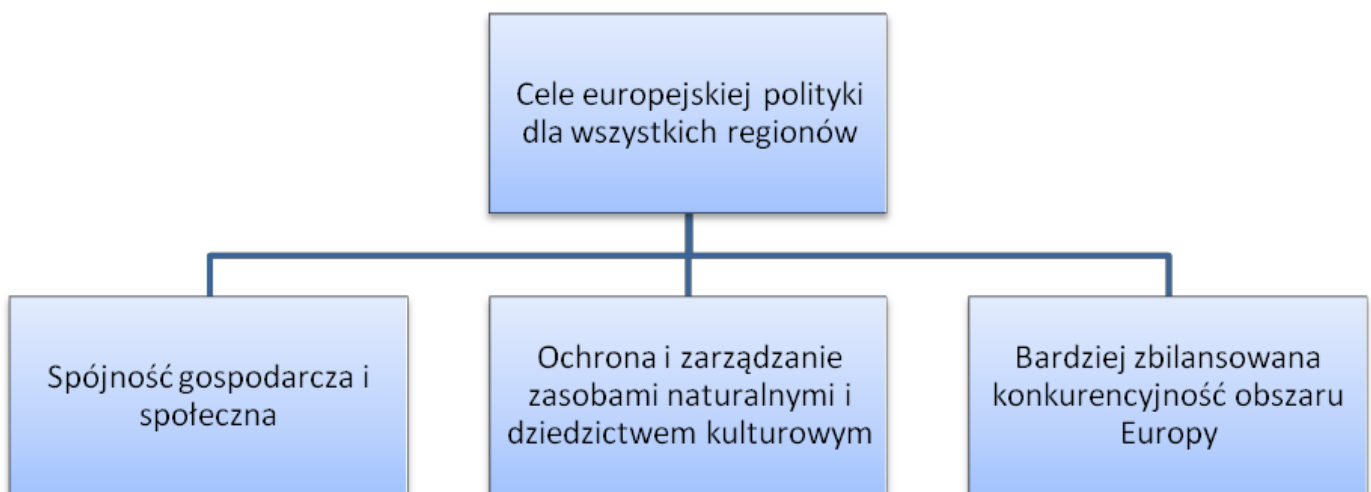 Cele europejskiej polityki
dla wszystkich regionów
Spójność gospodarcza i
społeczna
Ochrona i zarządzanie
zasobami naturalnymi i
dziedzictwem kulturowym
Bardziej zbilansowana
konkurencyjność obszaru
Europy